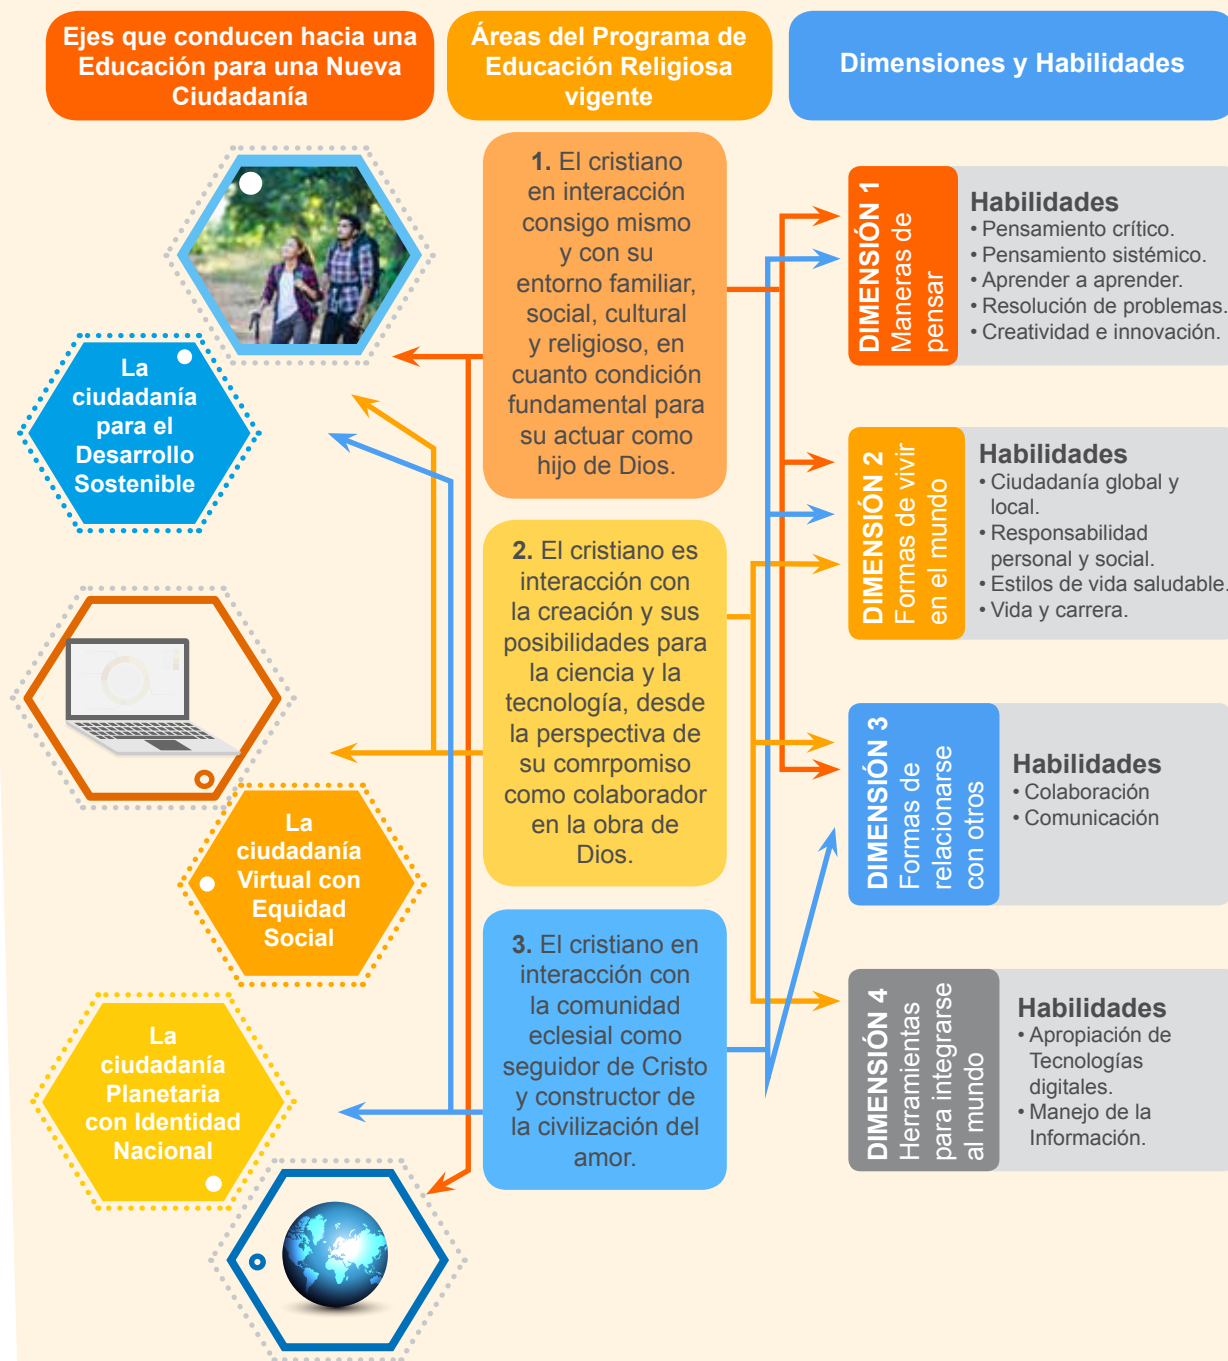 Ejes que conducen hacia una
Educación para una Nueva
Ciudadanía
Áreas del Programa de
Educación Religiosa
vigente
Dimensiones y Habilidades
La
ciudadanía
para el
Desarrollo
Sostenible
La
ciudadanía
Virtual con
Equidad
Social
La
ciudadanía
Planetaria
con Identidad
Nacional
1. El cristiano
en interacción
consigo mismo
y con su
entorno familiar,
social, cultural
y religioso, en
cuanto condición
fundamental para
su actuar como
hijo de Dios.
2. El cristiano es
interacción con
la creación y sus
posibilidades para
la ciencia y la
tecnología, desde
la perspectiva de
su comrpomiso
como colaborador
en la obra de
Dios.
3. El cristiano en
interacción con
la comunidad
eclesial como
seguidor de Cristo
y constructor de
la civilización del
amor.
DIMENSIÓN 1
Maneras de
pensar
Habilidades
• Pensamiento crítico.
• Pensamiento sistémico.
• Aprender a aprender.
• Resolución de problemas.
• Creatividad e innovación.
DIMENSIÓN 2
Formas de vivir
en el mundo
Habilidades
• Ciudadanía global y
local.
• Responsabilidad
personal y social.
• Estilos de vida saludable.
• Vida y carrera.
DIMENSIÓN 3
Formas de
relacionarse
con otros
Habilidades
• Colaboración
• Comunicación
DIMENSIÓN 4
Herramientas
para integrarse
al mundo
Habilidades
• Apropiación de
Tecnologías
digitales.
• Manejo de la
Información.